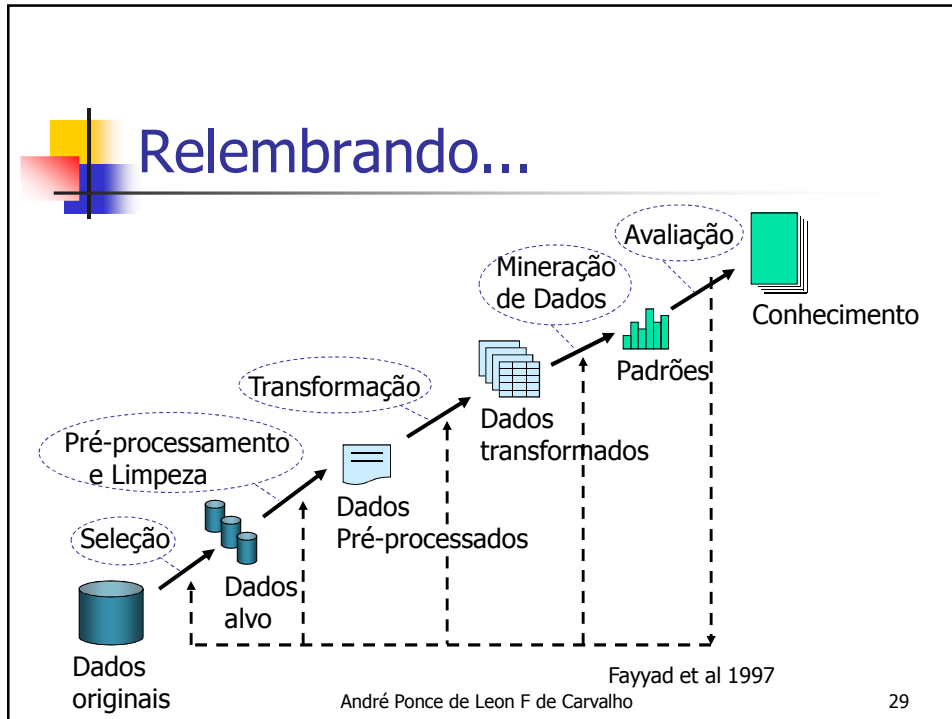 Relembrando...
Avaliação
Mineração
de Dados
Conhecimento
Padrões
Transformação
Dados
transformados
Pré-processamento
e Limpeza
Dados
Pré-processados
Seleção
Dados
alvo
Dados
originais
Fayyad et al 1997
André Ponce de Leon F de Carvalho
29